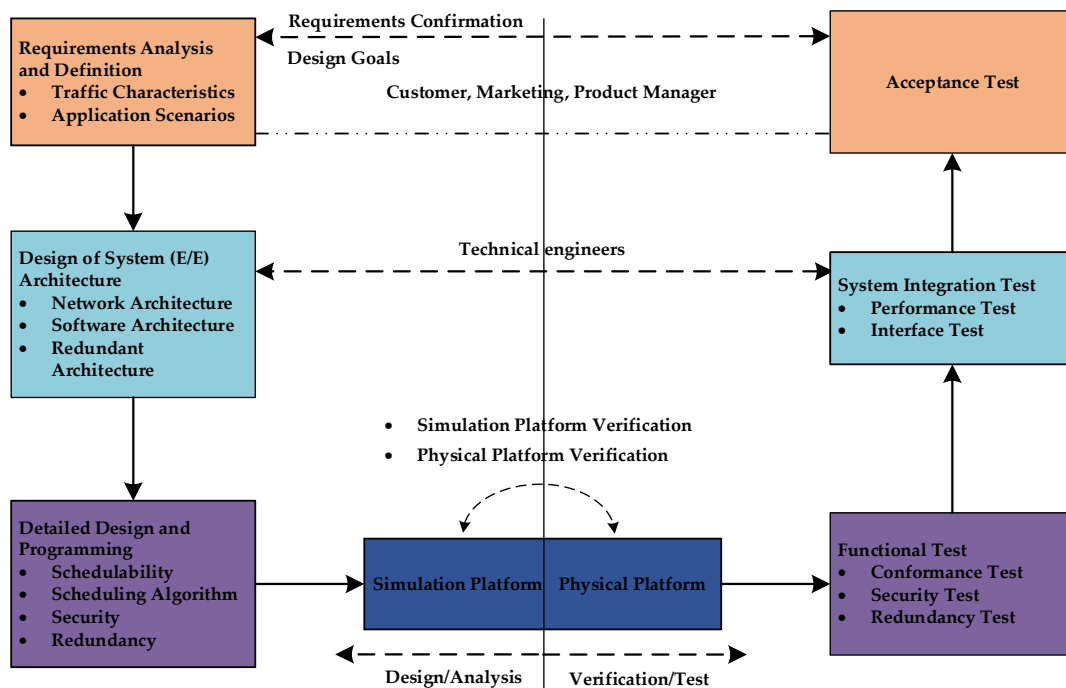 Requirements Confirmation
Requirements Analysis
and Definition
• Traffic Characteristics
• Application Scenarios
Design Goals
Customer, Marketing, Product Manager
Acceptance Test
Design of System (E/E)
Architecture
• Network Architecture
• Software Architecture
• Redundant
Architecture
Technical engineers
System Integration Test
• Performance Test
• Interface Test
• Simulation Platform Verification
• Physical Platform Verification
Detailed Design and
Programming
• Schedulability
• Scheduling Algorithm
• Security
• Redundancy
Simulation Platform
Physical Platform
Functional Test
• Conformance Test
• Security Test
• Redundancy Test
Design/Analysis
Verification/Test